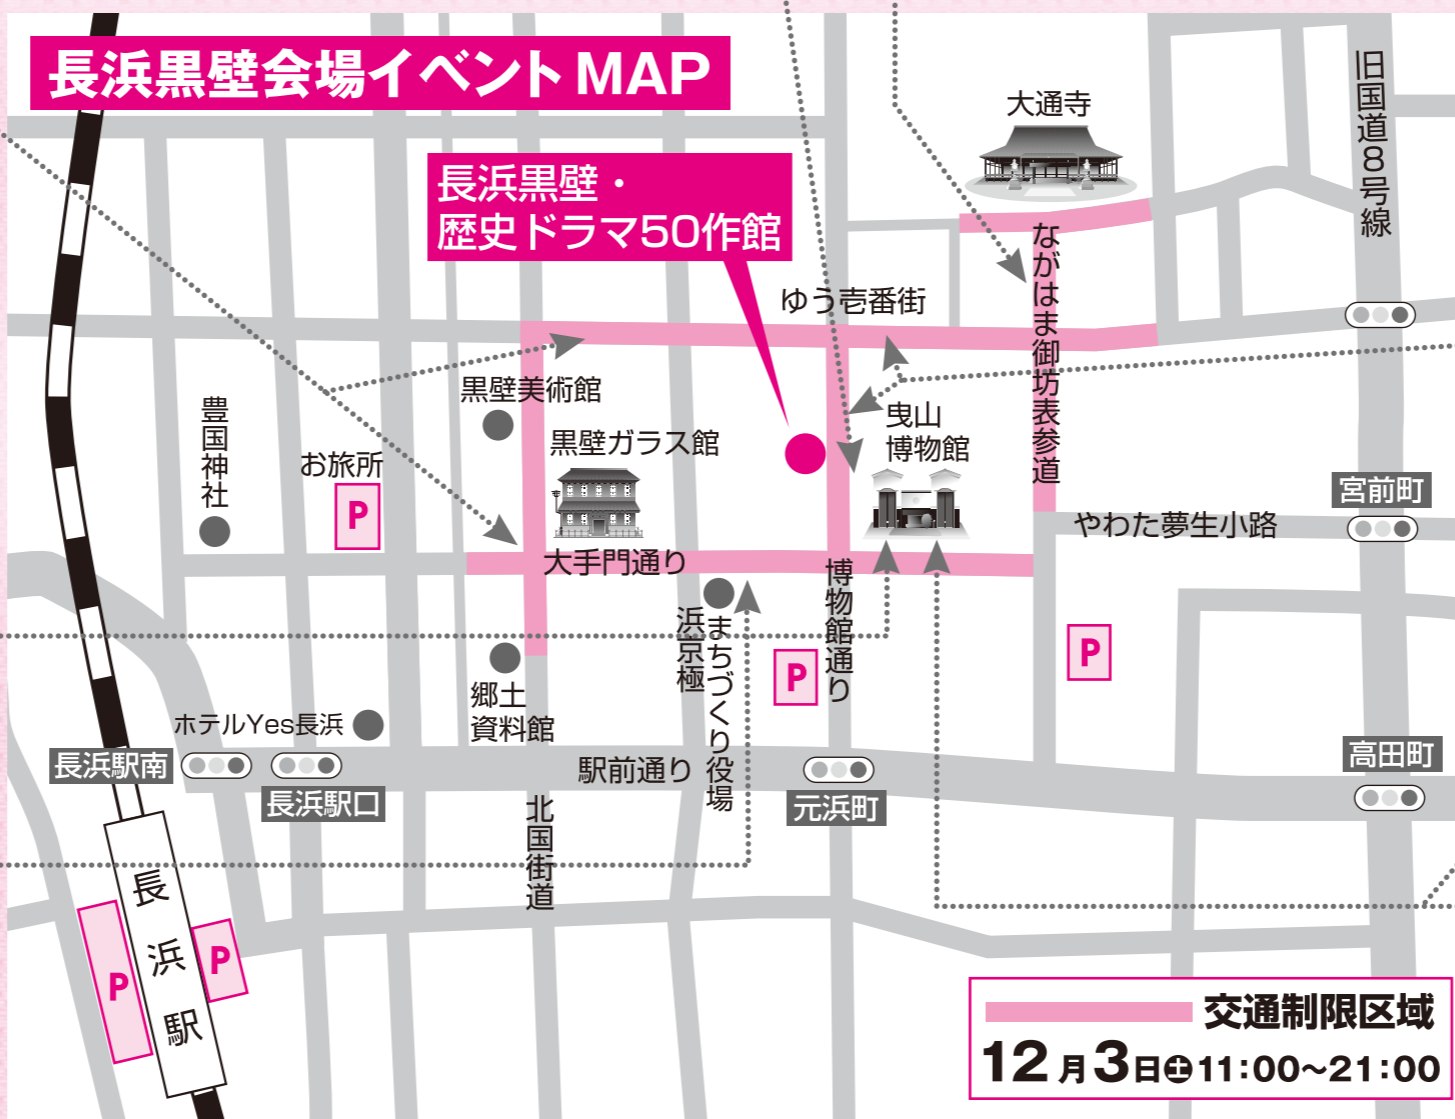 長浜黒壁会場イベントMAP
大通寺
旧国道8号線
長浜黒壁・
歴史ドラマ50作館
ながはま御坊表参道
ゆう壱番街
黒壁美術館
豊国神社
曳山
博物館
黒壁ガラス館
お旅所
P
宮前町
やわた夢生小路
大手門通り
博物館通り
浜京極
まちづくり役場
P
P
郷土
資料館
ホテルYes長浜
長浜駅南
長浜駅口
駅前通り
元浜町
高田町
北国街道
長浜駅
P
P
交通制限区域
12月3日㊏11:00〜21:00